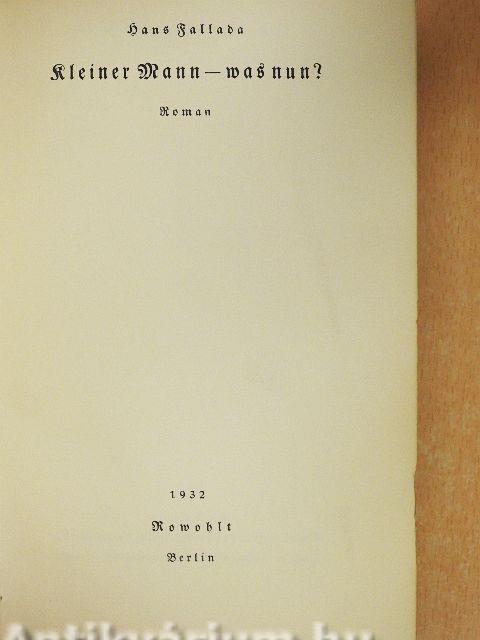 Hans Fallada
Kleiner Mann — was nun?
Roman
1932
Rowohlt
Berlin
Antikvárium.hu